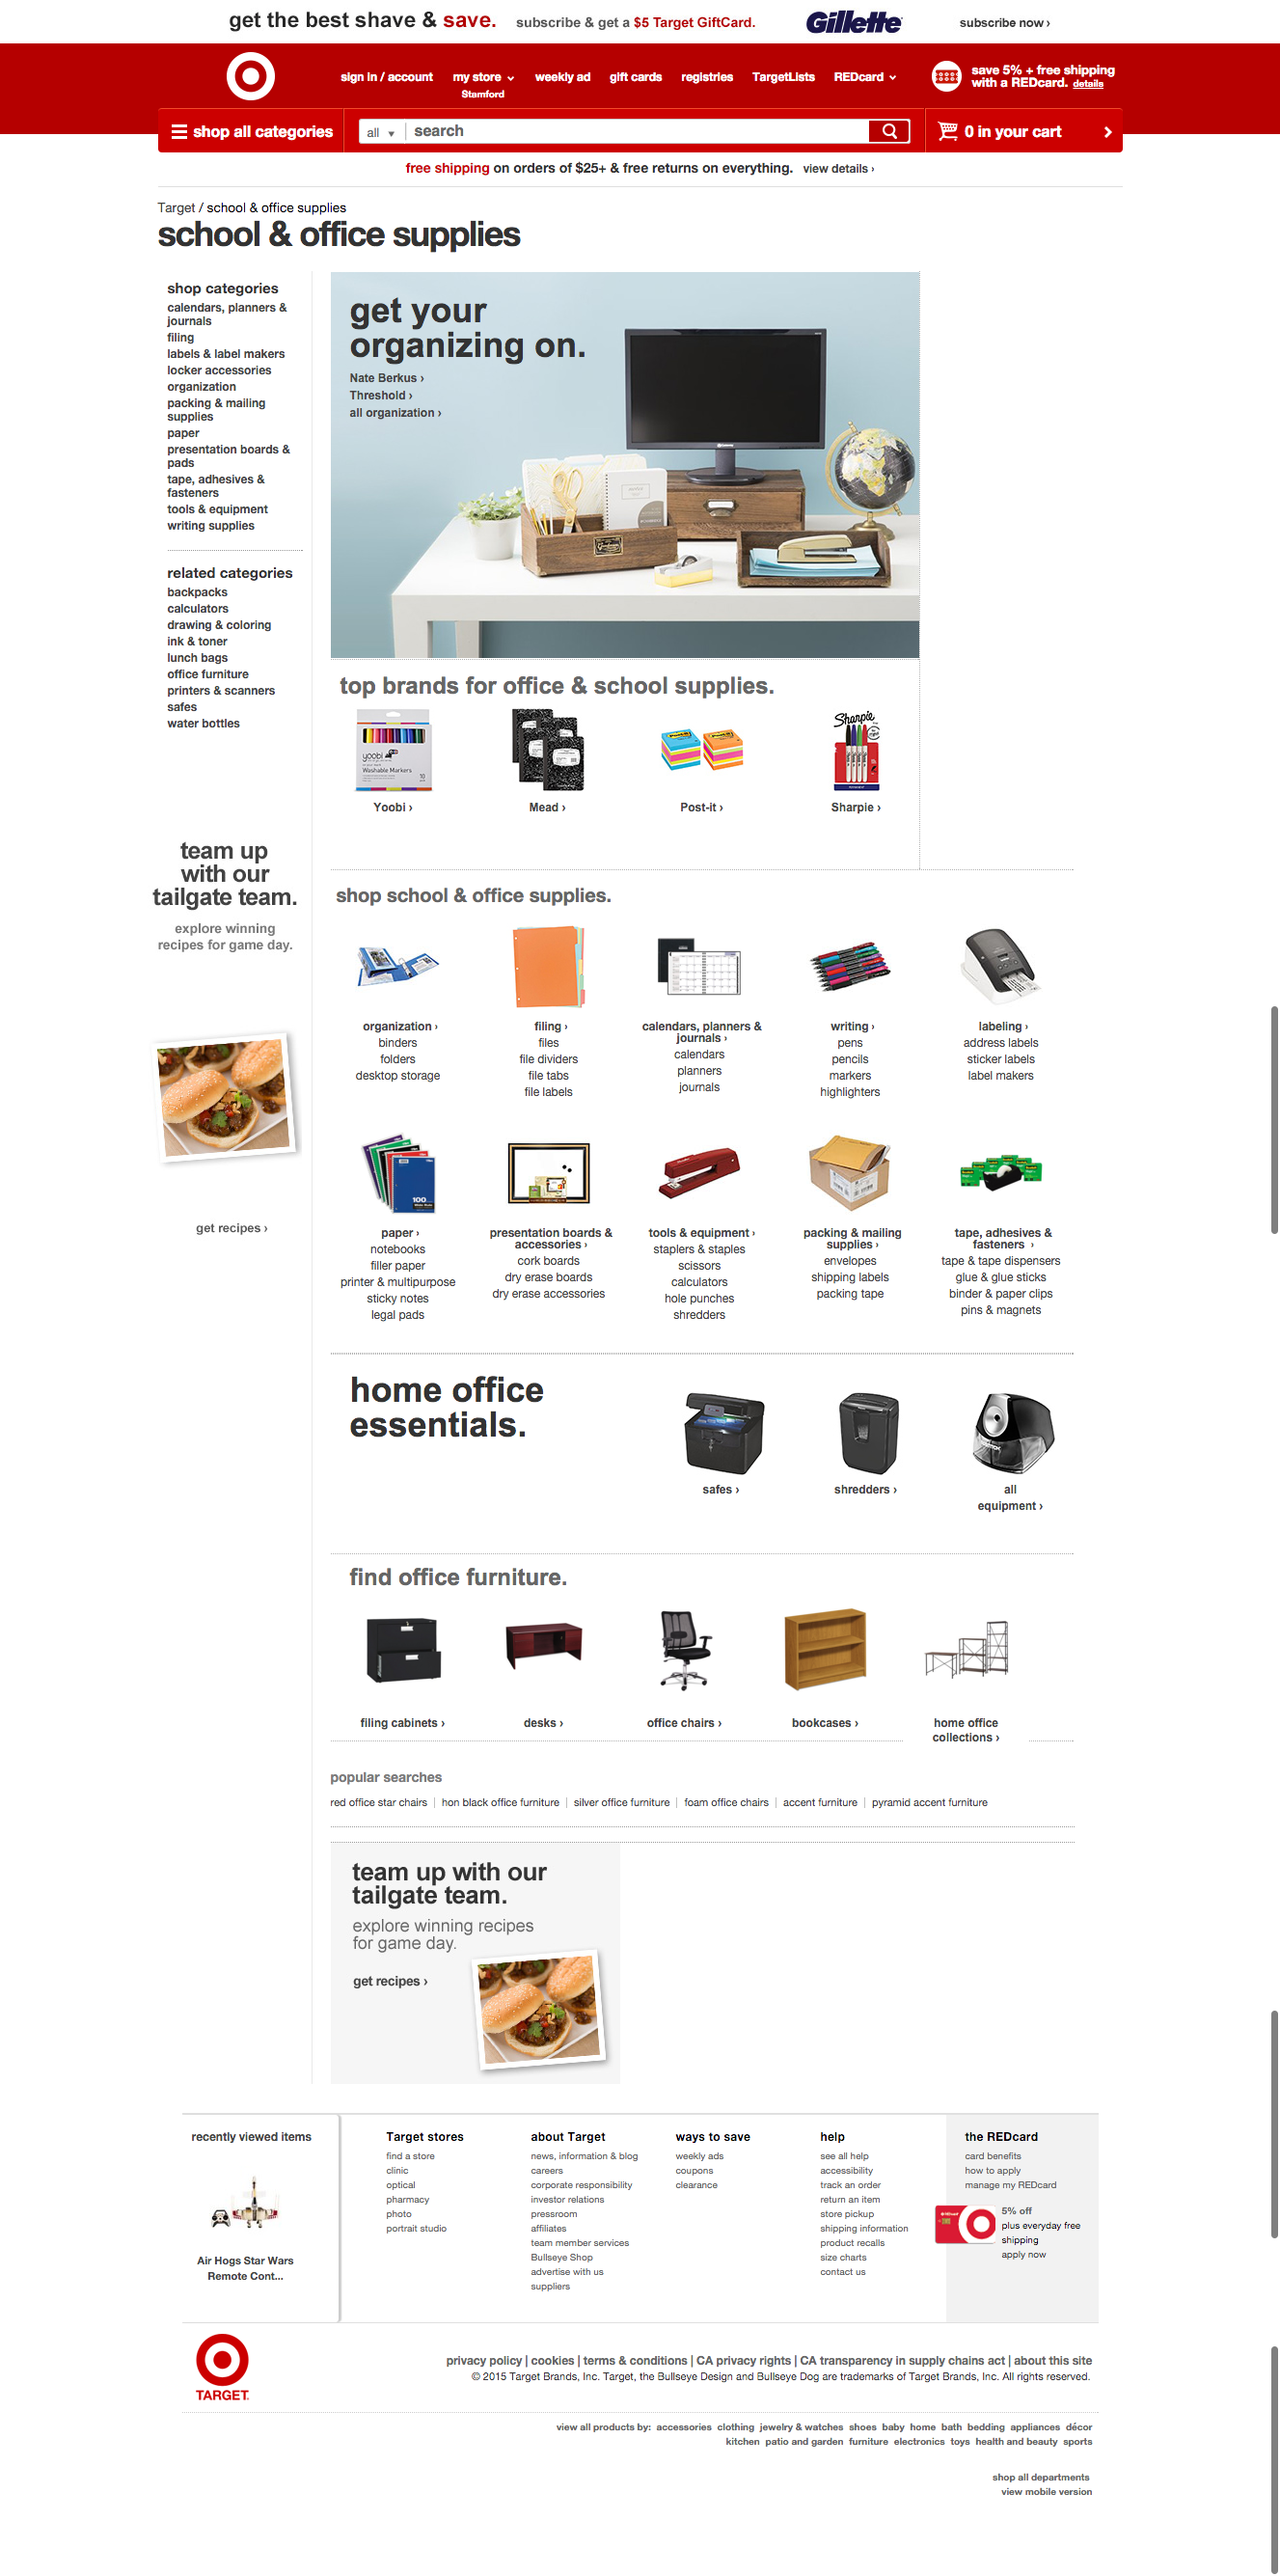 get the best shave & save. subscribe & get a $5 Target GiftCard. Gillette subscribe now ›
sign in / account my store weekly ad gift cards registries TargetLists REDcard save 5% + free shipping
with a REDcard. details
Stamford
shop all categories all search 0 in your cart
free shipping on orders of $25+ & free returns on everything. view details ›
Target / school & office supplies
school & office supplies
shop categories
calendars, planners &
journals
filing
labels & label makers
locker accessories
organization
packing & mailing
supplies
paper
presentation boards &
pads
tape, adhesives &
fasteners
tools & equipment
writing supplies
related categories
backpacks
calculators
drawing & coloring
ink & toner
lunch bags
office furniture
printers & scanners
safes
water bottles
team up
with our
tailgate team.
explore winning
recipes for game day.
get recipes ›
get your
organizing on.
Nate Berkus ›
Threshold ›
all organization ›
top brands for office & school supplies.
yoobi
Washable Markers
10
Post-it
Post-it
Sharpie
Yoobi › Mead › Post-it › Sharpie ›
shop school & office supplies.
organization ›
binders
folders
desktop storage
filing ›
files
file dividers
file tabs
file labels
calendars, planners &
journals ›
calendars
planners
journals
writing ›
pens
pencils
markers
highlighters
labeling ›
address labels
sticker labels
label makers
100
paper ›
notebooks
filler paper
printer & multipurpose
sticky notes
legal pads
presentation boards &
accessories ›
cork boards
dry erase boards
dry erase accessories
tools & equipment ›
staplers & staples
scissors
calculators
hole punches
shredders
packing & mailing
supplies ›
envelopes
shipping labels
packing tape
tape, adhesives &
fasteners ›
tape & tape dispensers
glue & glue sticks
binder & paper clips
pins & magnets
home office
essentials.
safes › shredders › all
equipment ›
find office furniture.
filing cabinets › desks › office chairs › bookcases › home office
collections ›
popular searches
red office star chairs | hon black office furniture | silver office furniture | foam office chairs | accent furniture | pyramid accent furniture
team up with our
tailgate team.
explore winning recipes
for game day.
get recipes ›
recently viewed items
Air Hogs Star Wars
Remote Cont...
Target stores
find a store
clinic
optical
pharmacy
photo
portrait studio
about Target
news, information & blog
careers
corporate responsibility
investor relations
pressroom
affiliates
team member services
Bullseye Shop
advertise with us
suppliers
ways to save
weekly ads
coupons
clearance
help
see all help
accessibility
track an order
return an item
store pickup
shipping information
product recalls
size charts
contact us
the REDcard
card benefits
how to apply
manage my REDcard
5% off
plus everyday free
shipping
apply now
TARGET
privacy policy | cookies | terms & conditions | CA privacy rights | CA transparency in supply chains act | about this site
© 2015 Target Brands, Inc. Target, the Bullseye Design and Bullseye Dog are trademarks of Target Brands, Inc. All rights reserved.
view all products by: accessories clothing jewelry & watches shoes baby home bath bedding appliances décor
kitchen patio and garden furniture electronics toys health and beauty sports
shop all departments
view mobile version